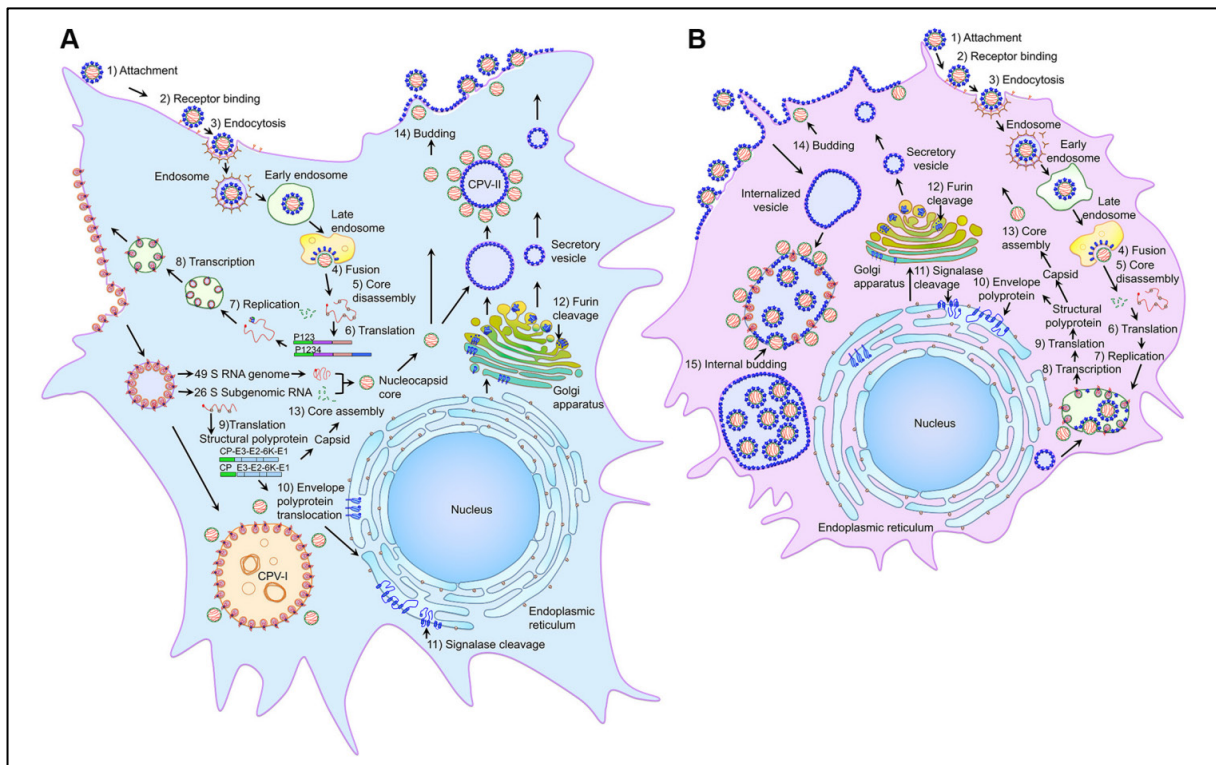 A
1) Attachment
2) Receptor binding
3) Endocytosis
Endosome
Early endosome
Late
endosome
4) Fusion
5) Core
disassembly
6) Translation
P123
P1234
7) Replication
8) Transcription
49 S RNA genome
26 S Subgenomic RNA
Nucleocapsid
core
13) Core assembly
9)Translation
Structural polyprotein
CP-E3-E2-6K-E1
CP E3-E2-6K-E1
Capsid
10) Envelope
polyprotein
translocation
CPV-I
14) Budding
CPV-II
Secretory
vesicle
12) Furin
cleavage
Golgi
apparatus
Nucleus
Endoplasmic
reticulum
11) Signalase cleavage
B
1) Attachment
2) Receptor binding
3) Endocytosis
Endosome
Early
endosome
Late
endosome
4) Fusion
5) Core
disassembly
6) Translation
7) Replication
8) Transcription
9) Translation
Structural
polyprotein
Capsid
13) Core
assembly
10) Envelope
polyprotein
11) Signalase
cleavage
12) Furin
cleavage
Golgi
apparatus
Secretory
vesicle
14) Budding
Internalized
vesicle
15) Internal budding
Nucleus
Endoplasmic reticulum